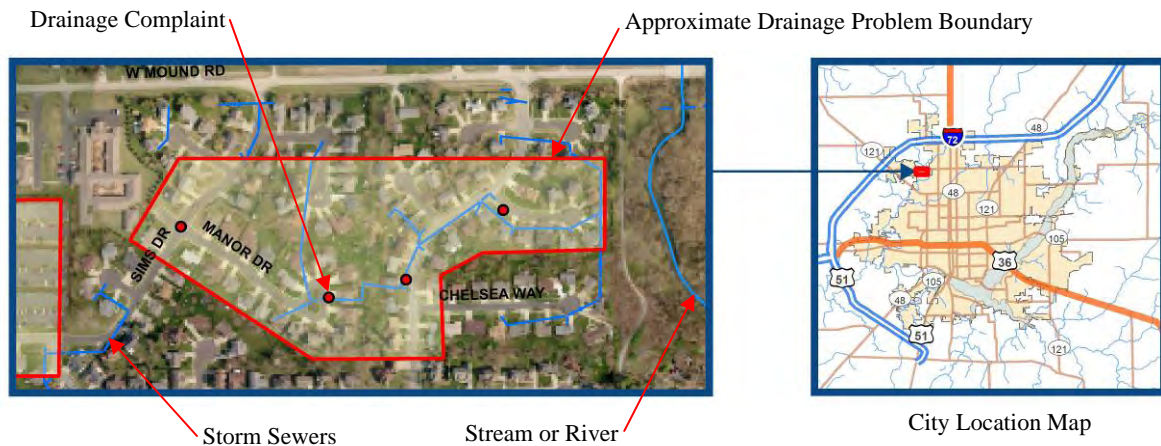 Drainage Complaint
Approximate Drainage Problem Boundary
W MOUND RD
SIMS DR
MANOR DR
CHELSEA WAY
48
72
121
48
121
105
36
51
105
48
51
121
Storm Sewers
Stream or River
City Location Map